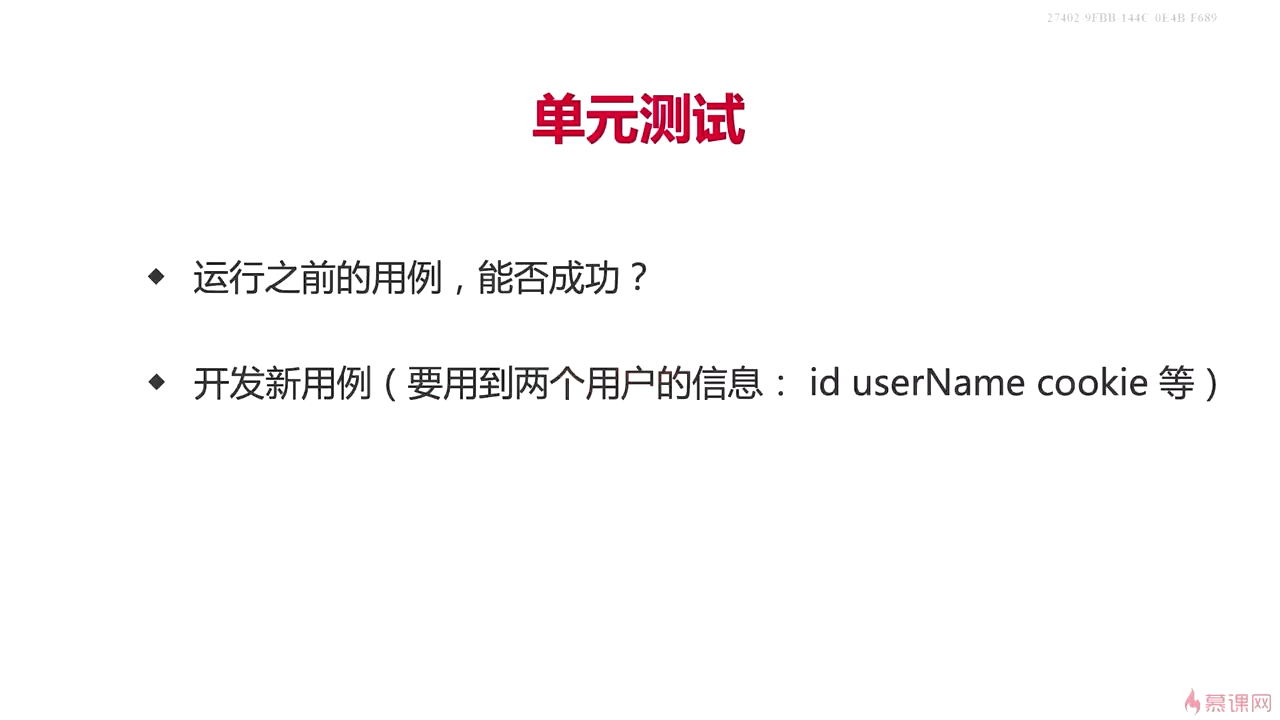 27402 9FBB 144C 0E4B F689
单元测试
运行之前的用例，能否成功？
开发新用例（要用到两个用户的信息： id userName cookie 等）
慕课网